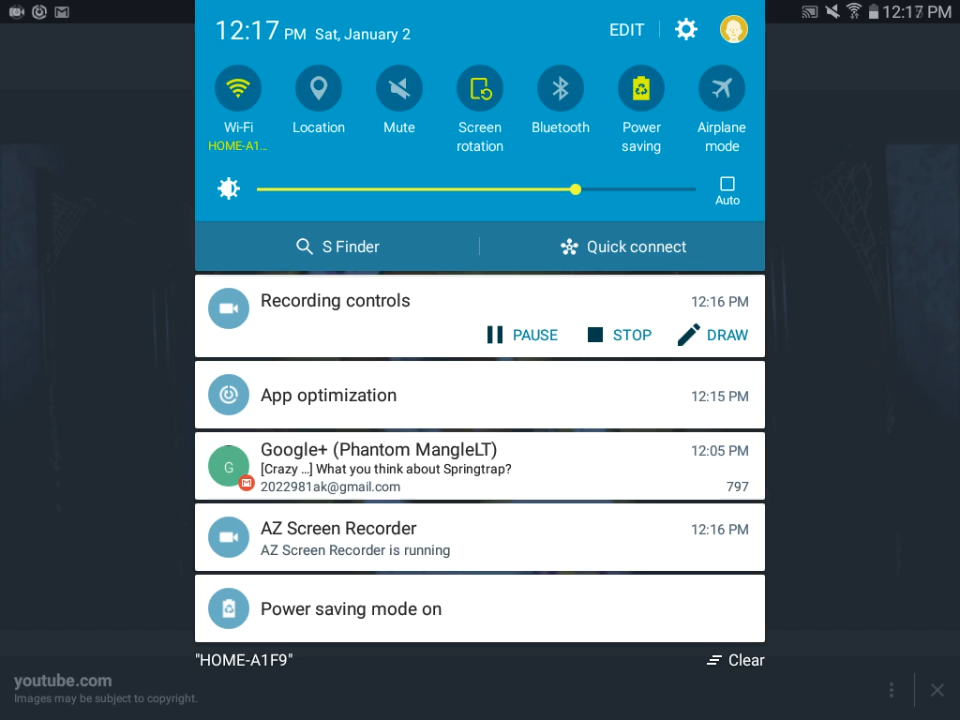 12:17 PM
12:17 PM Sat, January 2
EDIT
Wi-Fi
HOME-A1...
Location
Mute
Screen
rotation
Bluetooth
Power
saving
Airplane
mode
Auto
S Finder
Quick connect
Recording controls
12:16 PM
PAUSE
STOP
DRAW
App optimization
12:15 PM
G
Google+ (Phantom MangleLT)
12:05 PM
[Crazy ...] What you think about Springtrap?
2022981ak@gmail.com
797
AZ Screen Recorder
12:16 PM
AZ Screen Recorder is running
Power saving mode on
"HOME-A1F9"
Clear
youtube.com
Images may be subject to copyright.